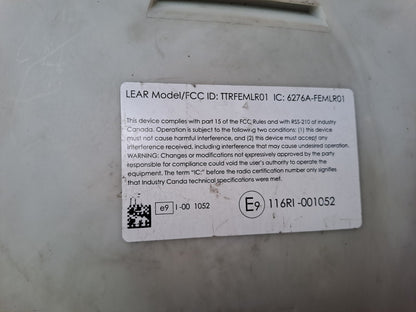 LEAR Model/FCC ID: TTRFEMLR01 IC: 6276A-FEMLR01
This device complies with part 15 of the FCC Rules and with RSS-210 of industry
Canada. Operation is subject to the following two conditions: (1) this device
must not cause harmful interference, and (2) this device must accept any
interference received, including interference that may cause undesired operation.
WARNING: Changes or modifications not expressively approved by the party
responsible for compliance could void the user's authority to operate the
equipment. The term "IC:" before the radio certification number only signifies
that Industry Canda technical specifications were met.
e9 I-00 1052 E9 116RI-001052